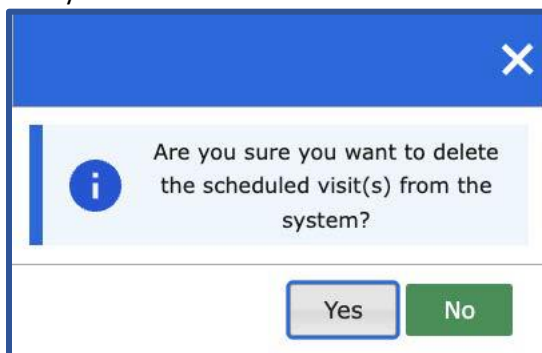 Are you sure you want to delete
the scheduled visit(s) from the
system?
Yes
No